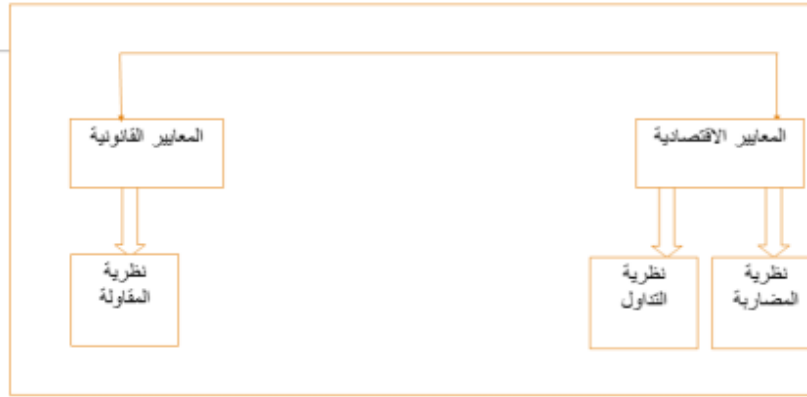 المعايير الاقتصادية
المعايير القانونية
نظرية
المضاربة
نظرية
التداول
نظرية
المقاولة